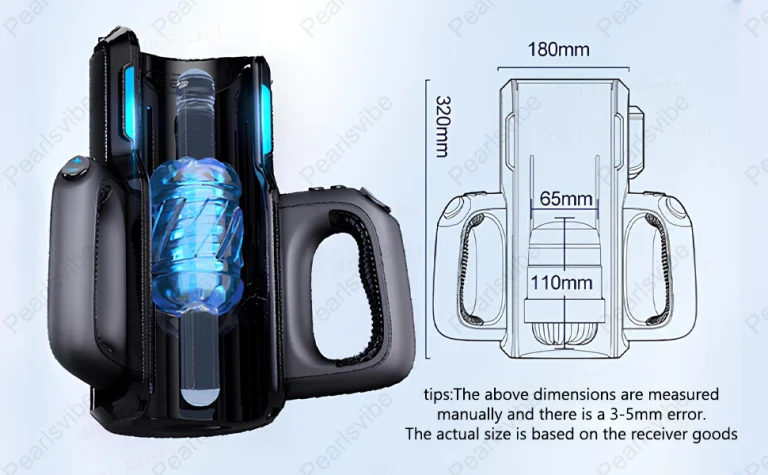 180mm
320mm
65mm
110mm
tips:The above dimensions are measured
manually and there is a 3-5mm error.
The actual size is based on the receiver goods
Pearlsvibe